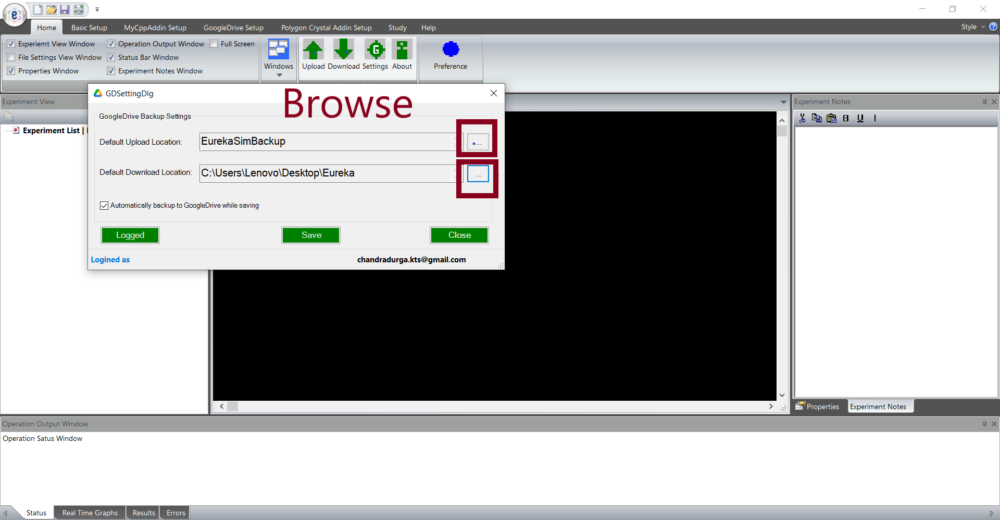 Home Basic Setup MyCppAddin Setup GoogleDrive Setup Polygon Crystal Addin Setup Study Help Style
Experiemt View Window Operation Output Window Full Screen
File Settings View Window Status Bar Window
Properties Window Experiment Notes Window
Windows Upload Download Settings About Preference
GDSettingDlg
Browse
Experiment View
Experiment Notes
GoogleDrive Backup Settings
B U I
Experiment List |
Default Upload Location: EurekaSimBackup ...
Default Download Location: C:\Users\Lenovo\Desktop\Eureka ...
Automatically backup to GoogleDrive while saving
Logged Save Close
Logined as chandradurga.kts@gmail.com
Properties Experiment Notes
Operation Output Window
Operation Satus Window
Status Real Time Graphs Results Errors